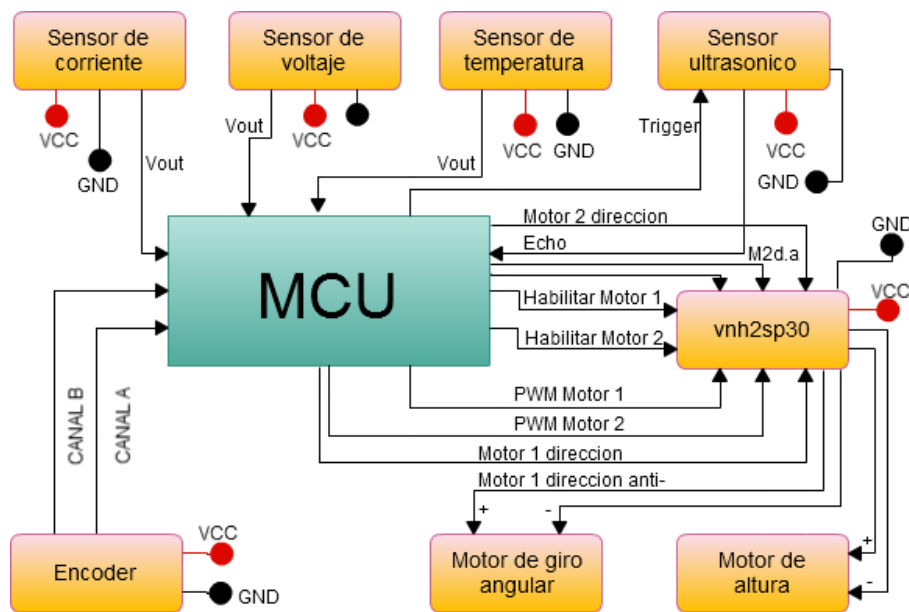 Sensor de
corriente
Sensor de
voltaje
Sensor de
temperatura
Sensor
ultrasonico
VCC
GND
Vout
Vout
VCC
Vout
VCC
GND
Trigger
VCC
GND
Motor 2 direccion
Echo
M2d.a
GND
VCC
MCU
Habilitar Motor 1
Habilitar Motor 2
vnh2sp30
PWM Motor 1
PWM Motor 2
Motor 1 direccion
Motor 1 direccion anti-
CANAL B
CANAL A
+
-
+
-
Encoder
VCC
GND
Motor de giro
angular
Motor de
altura